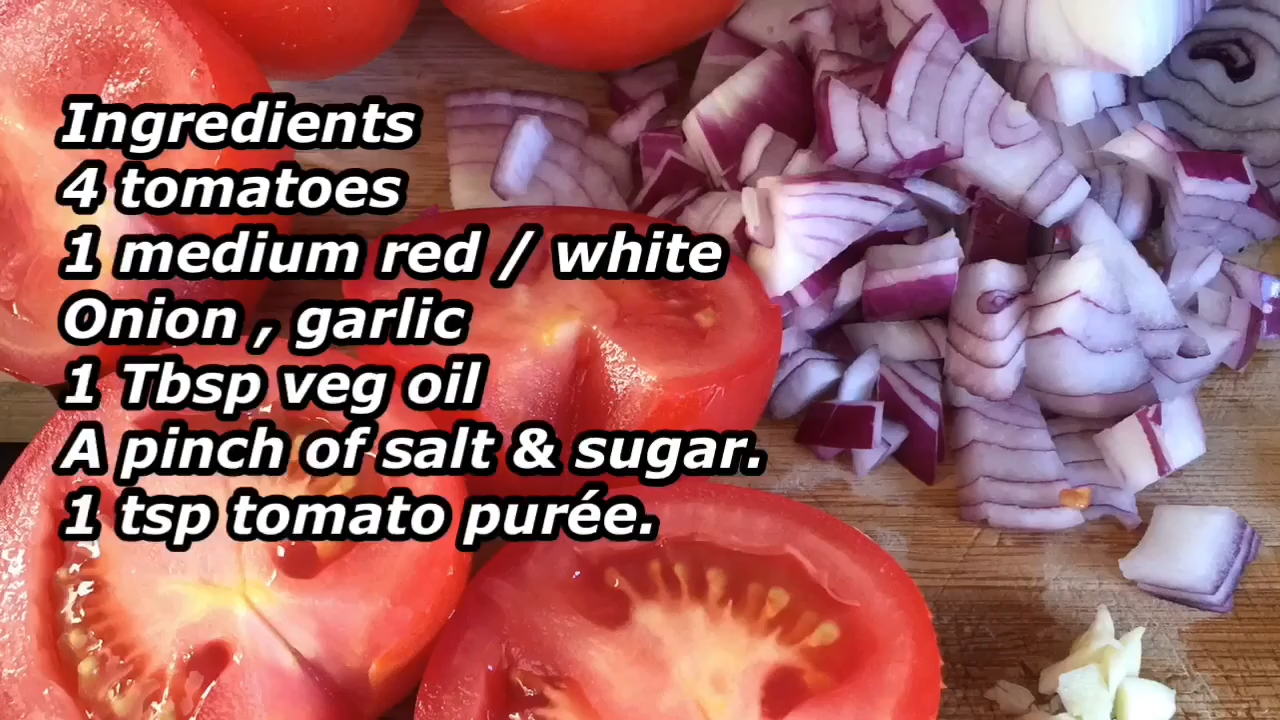 Ingredients
4 tomatoes
1 medium red / white
Onion , garlic
1 Tbsp veg oil
A pinch of salt & sugar.
1 tsp tomato purée.